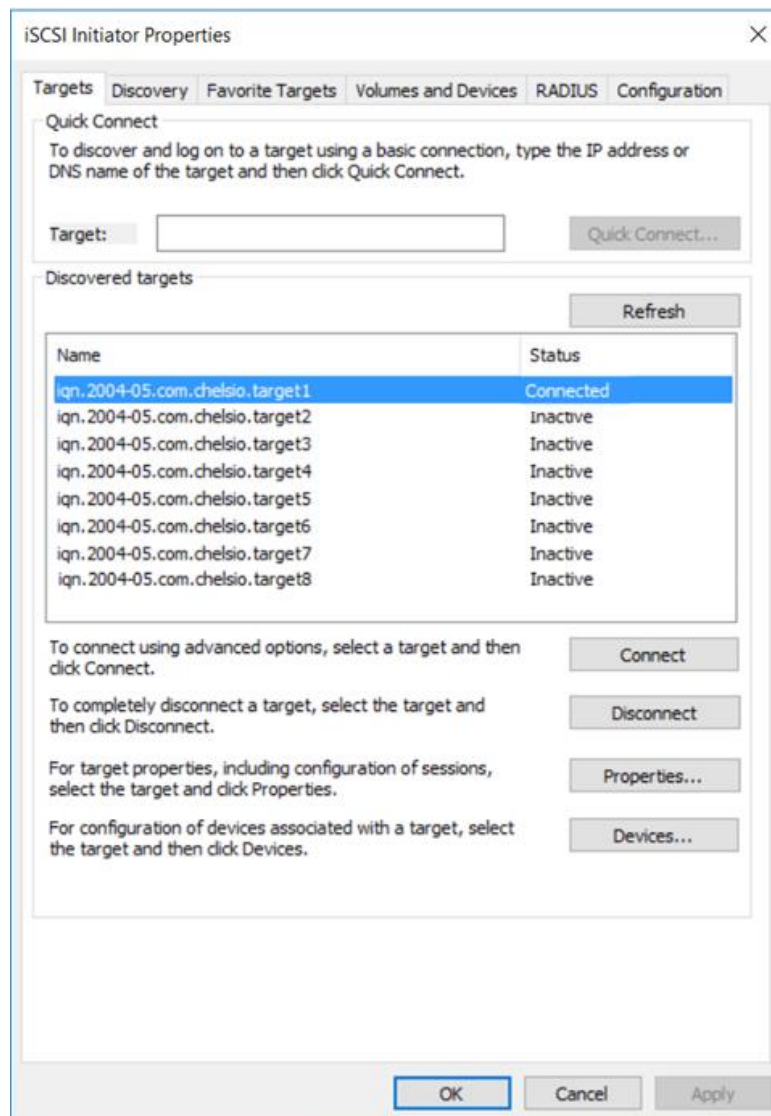 iSCSI Initiator Properties
Targets Discovery Favorite Targets Volumes and Devices RADIUS Configuration
Quick Connect
To discover and log on to a target using a basic connection, type the IP address or
DNS name of the target and then click Quick Connect.
Target: Quick Connect...
Discovered targets
Refresh
Name Status
iqn.2004-05.com.chelsio.target1 Connected
iqn.2004-05.com.chelsio.target2 Inactive
iqn.2004-05.com.chelsio.target3 Inactive
iqn.2004-05.com.chelsio.target4 Inactive
iqn.2004-05.com.chelsio.target5 Inactive
iqn.2004-05.com.chelsio.target6 Inactive
iqn.2004-05.com.chelsio.target7 Inactive
iqn.2004-05.com.chelsio.target8 Inactive
To connect using advanced options, select a target and then
click Connect.
Connect
To completely disconnect a target, select the target and
then click Disconnect.
Disconnect
For target properties, including configuration of sessions,
select the target and click Properties.
Properties...
For configuration of devices associated with a target, select
the target and then click Devices.
Devices...
OK Cancel Apply